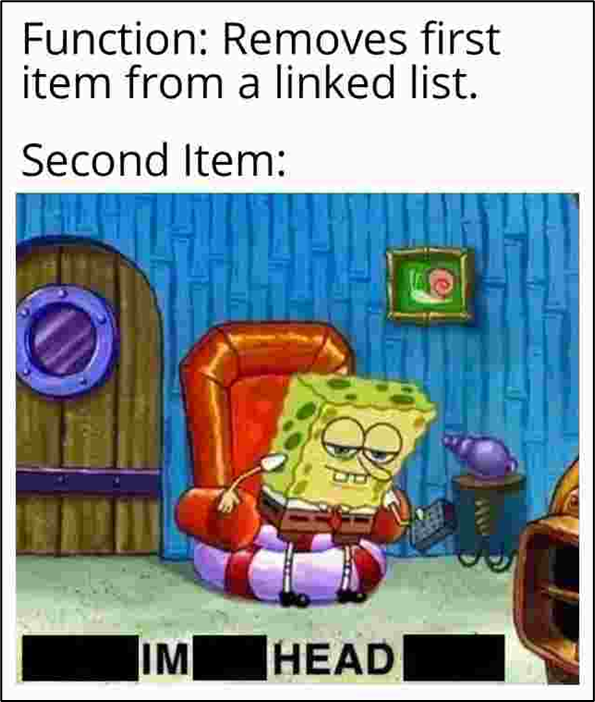 Function: Removes first
item from a linked list.
Second Item:
IM HEAD